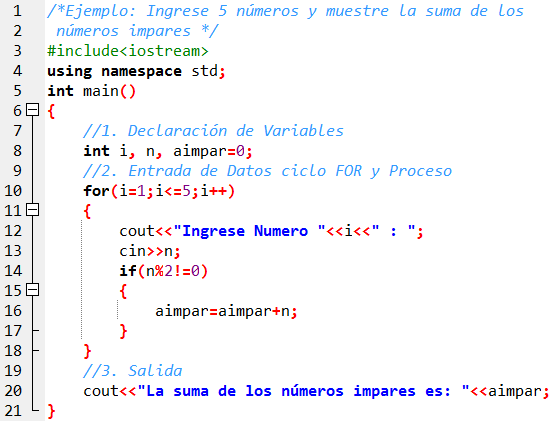 1 /*Ejemplo: Ingrese 5 números y muestre la suma de los
2 números impares */
3 #include<iostream>
4 using namespace std;
5 int main()
6 {
7 //1. Declaración de Variables
8 int i, n, aimpar=0;
9 //2. Entrada de Datos ciclo FOR y Proceso
10 for(i=1;i<=5;i++)
11 {
12 cout<<"Ingrese Numero "<<i<<" : ";
13 cin>>n;
14 if(n%2!=0)
15 {
16 aimpar=aimpar+n;
17 }
18 }
19 //3. Salida
20 cout<<"La suma de los números impares es: "<<aimpar;
21 }